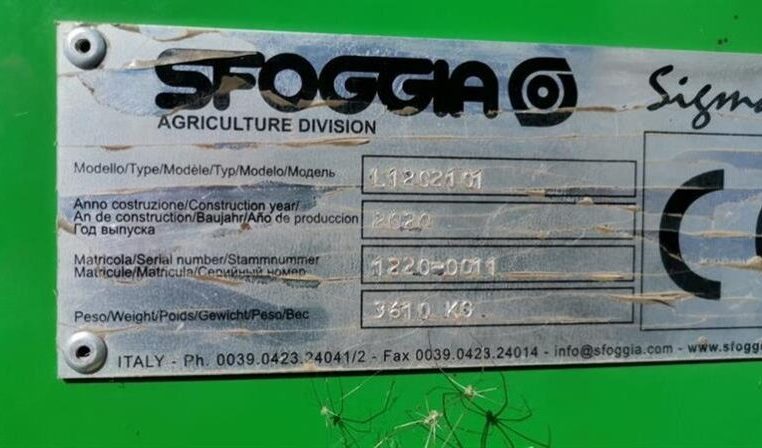 SFOGGIA Sigma
AGRICULTURE DIVISION
Modello/Type/Modèle/Typ/Modelo/Модель L1202101
Anno costruzione/Construction year/
An de construction/Baujahr/Año de produccion 2020
Год выпуска
Matricola/Serial number/Stammnummer 1220-0011
Matricule/Matricula/Серийный номер
Peso/Weight/Poids/Gewicht/Peso/Вес 3610 KG
CE
ITALY - Ph. 0039.0423.24041/2 - Fax 0039.0423.24014 - info@sfoggia.com - www.sfogg